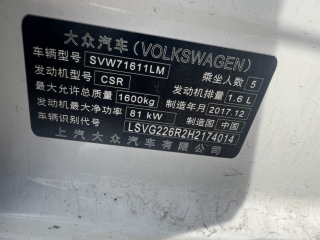 大众汽车(VOLKSWAGEN)
车辆型号 SVW71611LM 乘坐人数 5
发动机型号 CSR 发动机排量 1.6 L
最大允许总质量 1600kg 制造年月 2017.12
发动机最大净功率 81 kW 制造国 中国
车辆识别代号 LSVG226R2H2174014
上汽大众汽车有限公司